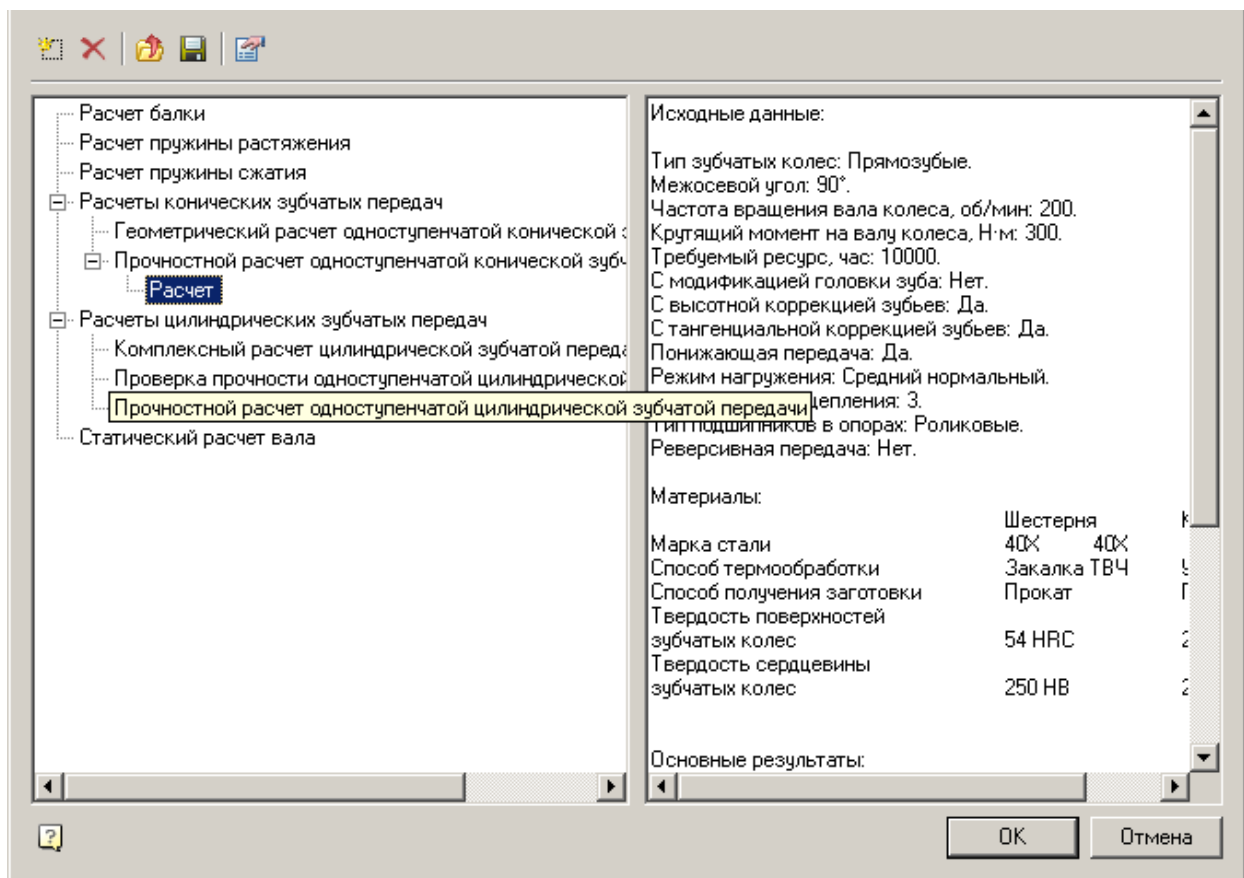 Расчет балки
Расчет пружины растяжения
Расчет пружины сжатия
Расчеты конических зубчатых передач
Геометрический расчет одноступенчатой конической
Прочностной расчет одноступенчатой конической зубч
Расчет
Расчеты цилиндрических зубчатых передач
Комплексный расчет цилиндрической зубчатой переда
Проверка прочности одноступенчатой цилиндрической
Прочностной расчет одноступенчатой цилиндрической зубчатой передачи
Статический расчет вала
Исходные данные:
Тип зубчатых колес: Прямозубые.
Межосевой угол: 90°.
Частота вращения вала колеса, об/мин: 200.
Крутящий момент на валу колеса, Н·м: 300.
Требуемый ресурс, час: 10000.
С модификацией головки зуба: Нет.
С высотной коррекцией зубьев: Да.
С тангенциальной коррекцией зубьев: Да.
Понижающая передача: Да.
Режим нагружения: Средний нормальный.
цепления: 3.
Тип подшипников в опорах: Роликовые.
Реверсивная передача: Нет.
Материалы:
Шестерня
Марка стали 40Х 40Х
Способ термообработки Закалка ТВЧ
Способ получения заготовки Прокат
Твердость поверхностей
зубчатых колес 54 HRC
Твердость сердцевины
зубчатых колес 250 HB
Основные результаты:
OK Отмена